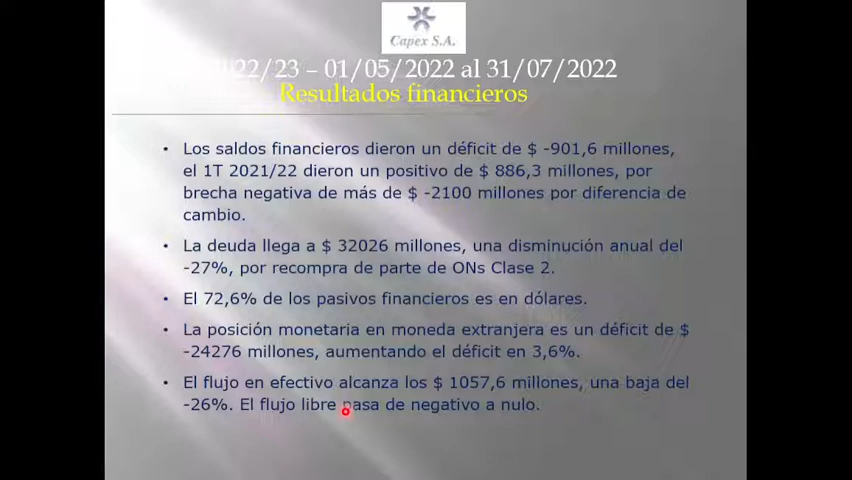 Capex S.A.
22/23 – 01/05/2022 al 31/07/2022
Resultados financieros
• Los saldos financieros dieron un déficit de $ -901,6 millones,
el 1T 2021/22 dieron un positivo de $ 886,3 millones, por
brecha negativa de más de $ -2100 millones por diferencia de
cambio.
• La deuda llega a $ 32026 millones, una disminución anual del
-27%, por recompra de parte de ONs Clase 2.
• El 72,6% de los pasivos financieros es en dólares.
• La posición monetaria en moneda extranjera es un déficit de $
-24276 millones, aumentando el déficit en 3,6%.
• El flujo en efectivo alcanza los $ 1057,6 millones, una baja del
-26%. El flujo libre pasa de negativo a nulo.